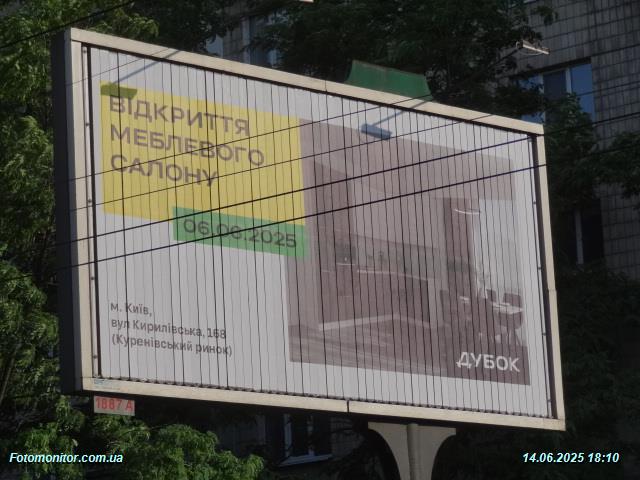 ВІДКРИТТЯ
МЕБЛЕВОГО
САЛОНУ
06.06.2025
м. Київ,
вул Кирилівська, 168
(Куренівський ринок)
ДУБОК
1887 А
Fotomonitor.com.ua
14.06.2025 18:10